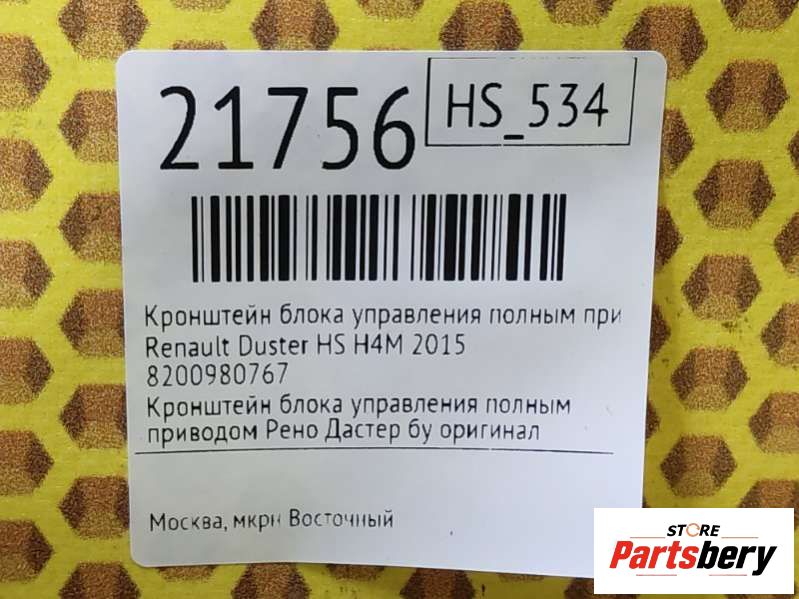 21756
HS_534
Кронштейн блока управления полным при
Renault Duster HS H4M 2015
8200980767
Кронштейн блока управления полным
приводом Рено Дастер бу оригинал
Москва, мкрн Восточный
STORE
Partsbery